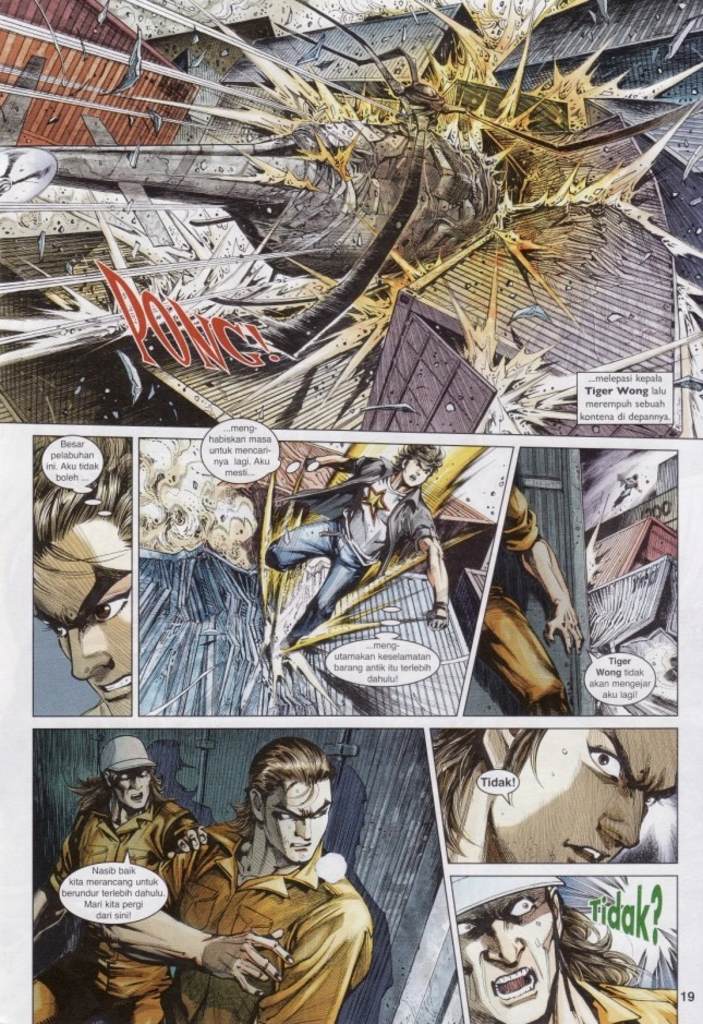 PONG!
...melepasi kepala
Tiger Wong lalu
merempuh sebuah
kontena di depannya.
Besar
pelabuhan
ini. Aku tidak
boleh ...
...meng-
habiskan masa
untuk mencari-
nya lagi. Aku
mesti...
...meng-
utamakan keselamatan
barang antik itu terlebih
dahulu!
Tiger
Wong tidak
akan mengejar
aku lagi!
Nasib baik
kita merancang untuk
berundur terlebih dahulu.
Mari kita pergi
dari sini!
Tidak!
Tidak?
19